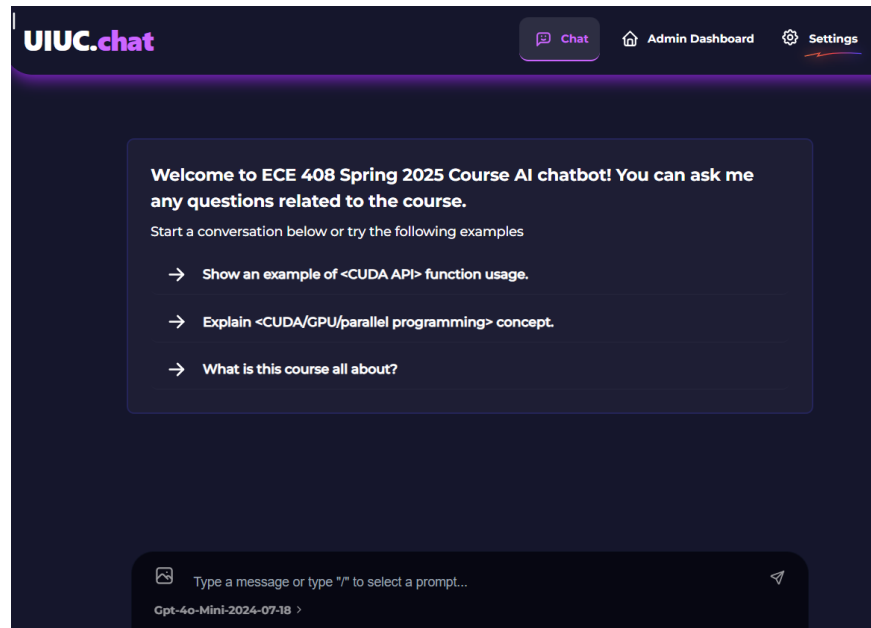 UIUC.chat
Chat
Admin Dashboard
Settings
Welcome to ECE 408 Spring 2025 Course AI chatbot! You can ask me
any questions related to the course.
Start a conversation below or try the following examples
Show an example of <CUDA API> function usage.
Explain <CUDA/GPU/parallel programming> concept.
What is this course all about?
Type a message or type "/" to select a prompt...
Gpt-4o-Mini-2024-07-18 >